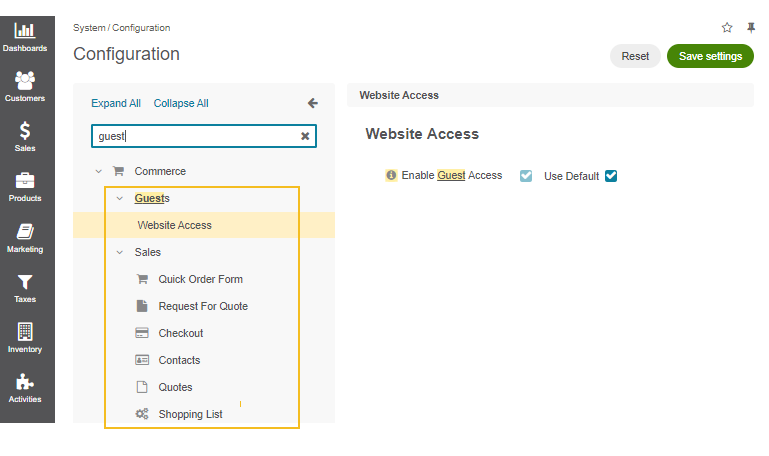 Dashboards
Customers
Sales
Products
Marketing
Taxes
Inventory
Activities
System / Configuration
Configuration
Reset
Save settings
Expand All
Collapse All
guest
Commerce
Guests
Website Access
Sales
Quick Order Form
Request For Quote
Checkout
Contacts
Quotes
Shopping List
Website Access
Website Access
Enable Guest Access
Use Default